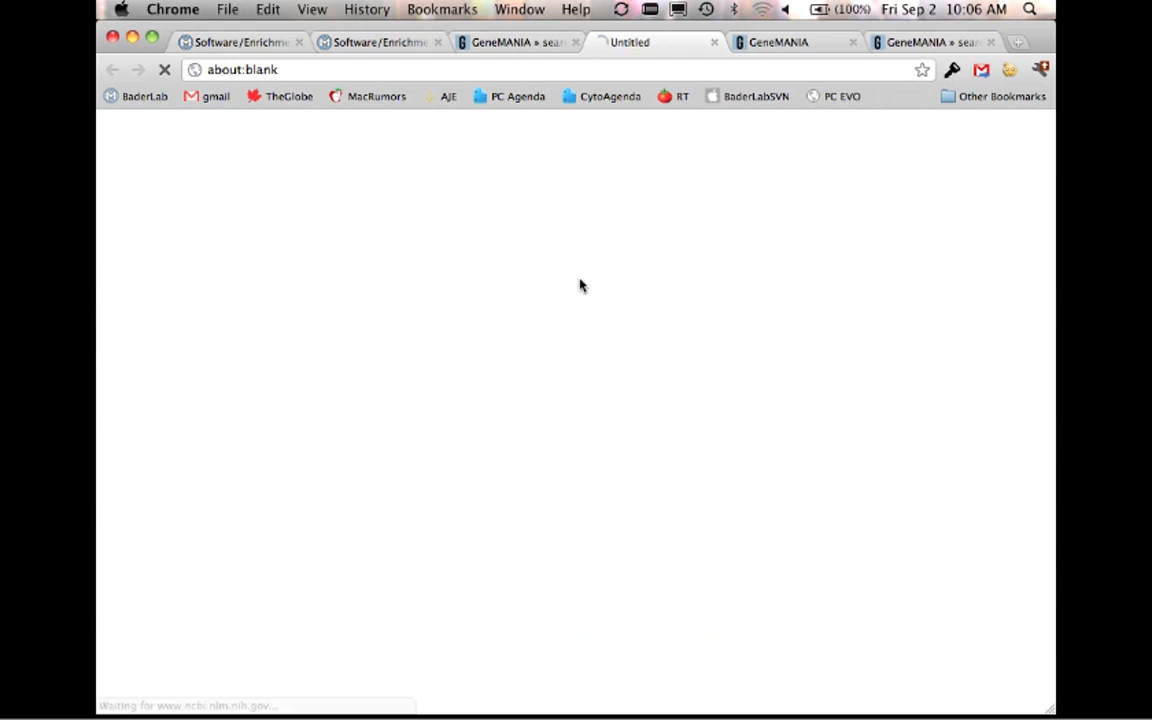 Chrome File Edit View History Bookmarks Window Help (100%) Fri Sep 2 10:06 AM
Software/Enrichme Software/Enrichme GeneMANIA » sear Untitled GeneMANIA GeneMANIA » sear
about:blank
BaderLab gmail TheGlobe MacRumors AJE PC Agenda CytoAgenda RT BaderLabSVN PC EVO Other Bookmarks
Waiting for www.ncbi.nlm.nih.gov...